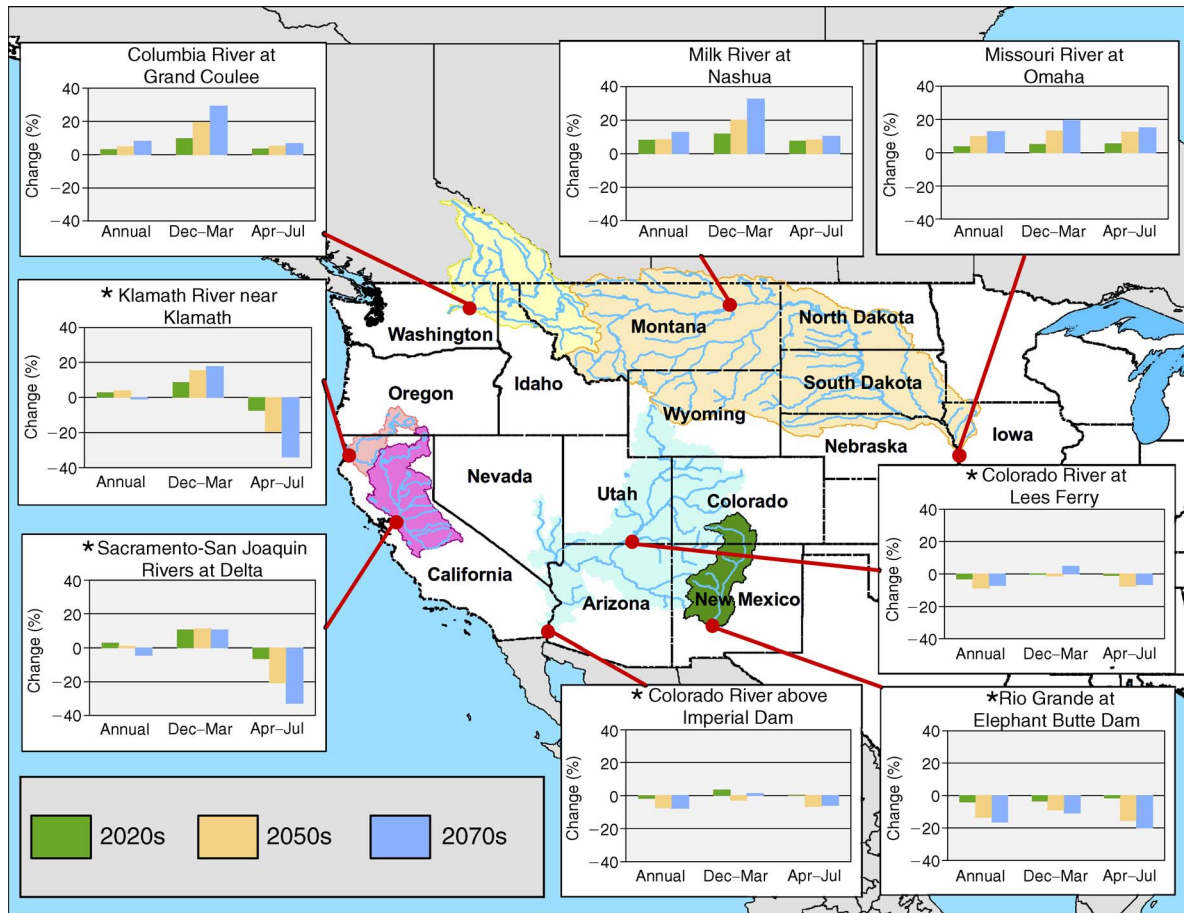 Columbia River at
Grand Coulee
Change (%)
40
20
0
−20
−40
Annual Dec–Mar Apr–Jul
Milk River at
Nashua
Change (%)
40
20
0
−20
−40
Annual Dec–Mar Apr–Jul
Missouri River at
Omaha
Change (%)
40
20
0
−20
−40
Annual Dec–Mar Apr–Jul
* Klamath River near
Klamath
Change (%)
40
20
0
−20
−40
Annual Dec–Mar Apr–Jul
*Sacramento-San Joaquin
Rivers at Delta
Change (%)
40
20
0
−20
−40
Annual Dec–Mar Apr–Jul
Washington
Montana
North Dakota
Oregon
Idaho
South Dakota
Wyoming
Nebraska
Iowa
Nevada
Utah
Colorado
California
Arizona
New Mexico
* Colorado River at
Lees Ferry
Change (%)
40
20
0
−20
−40
Annual Dec–Mar Apr–Jul
* Colorado River above
Imperial Dam
Change (%)
40
20
0
−20
−40
Annual Dec–Mar Apr–Jul
*Rio Grande at
Elephant Butte Dam
Change (%)
40
20
0
−20
−40
Annual Dec–Mar Apr–Jul
2020s 2050s 2070s